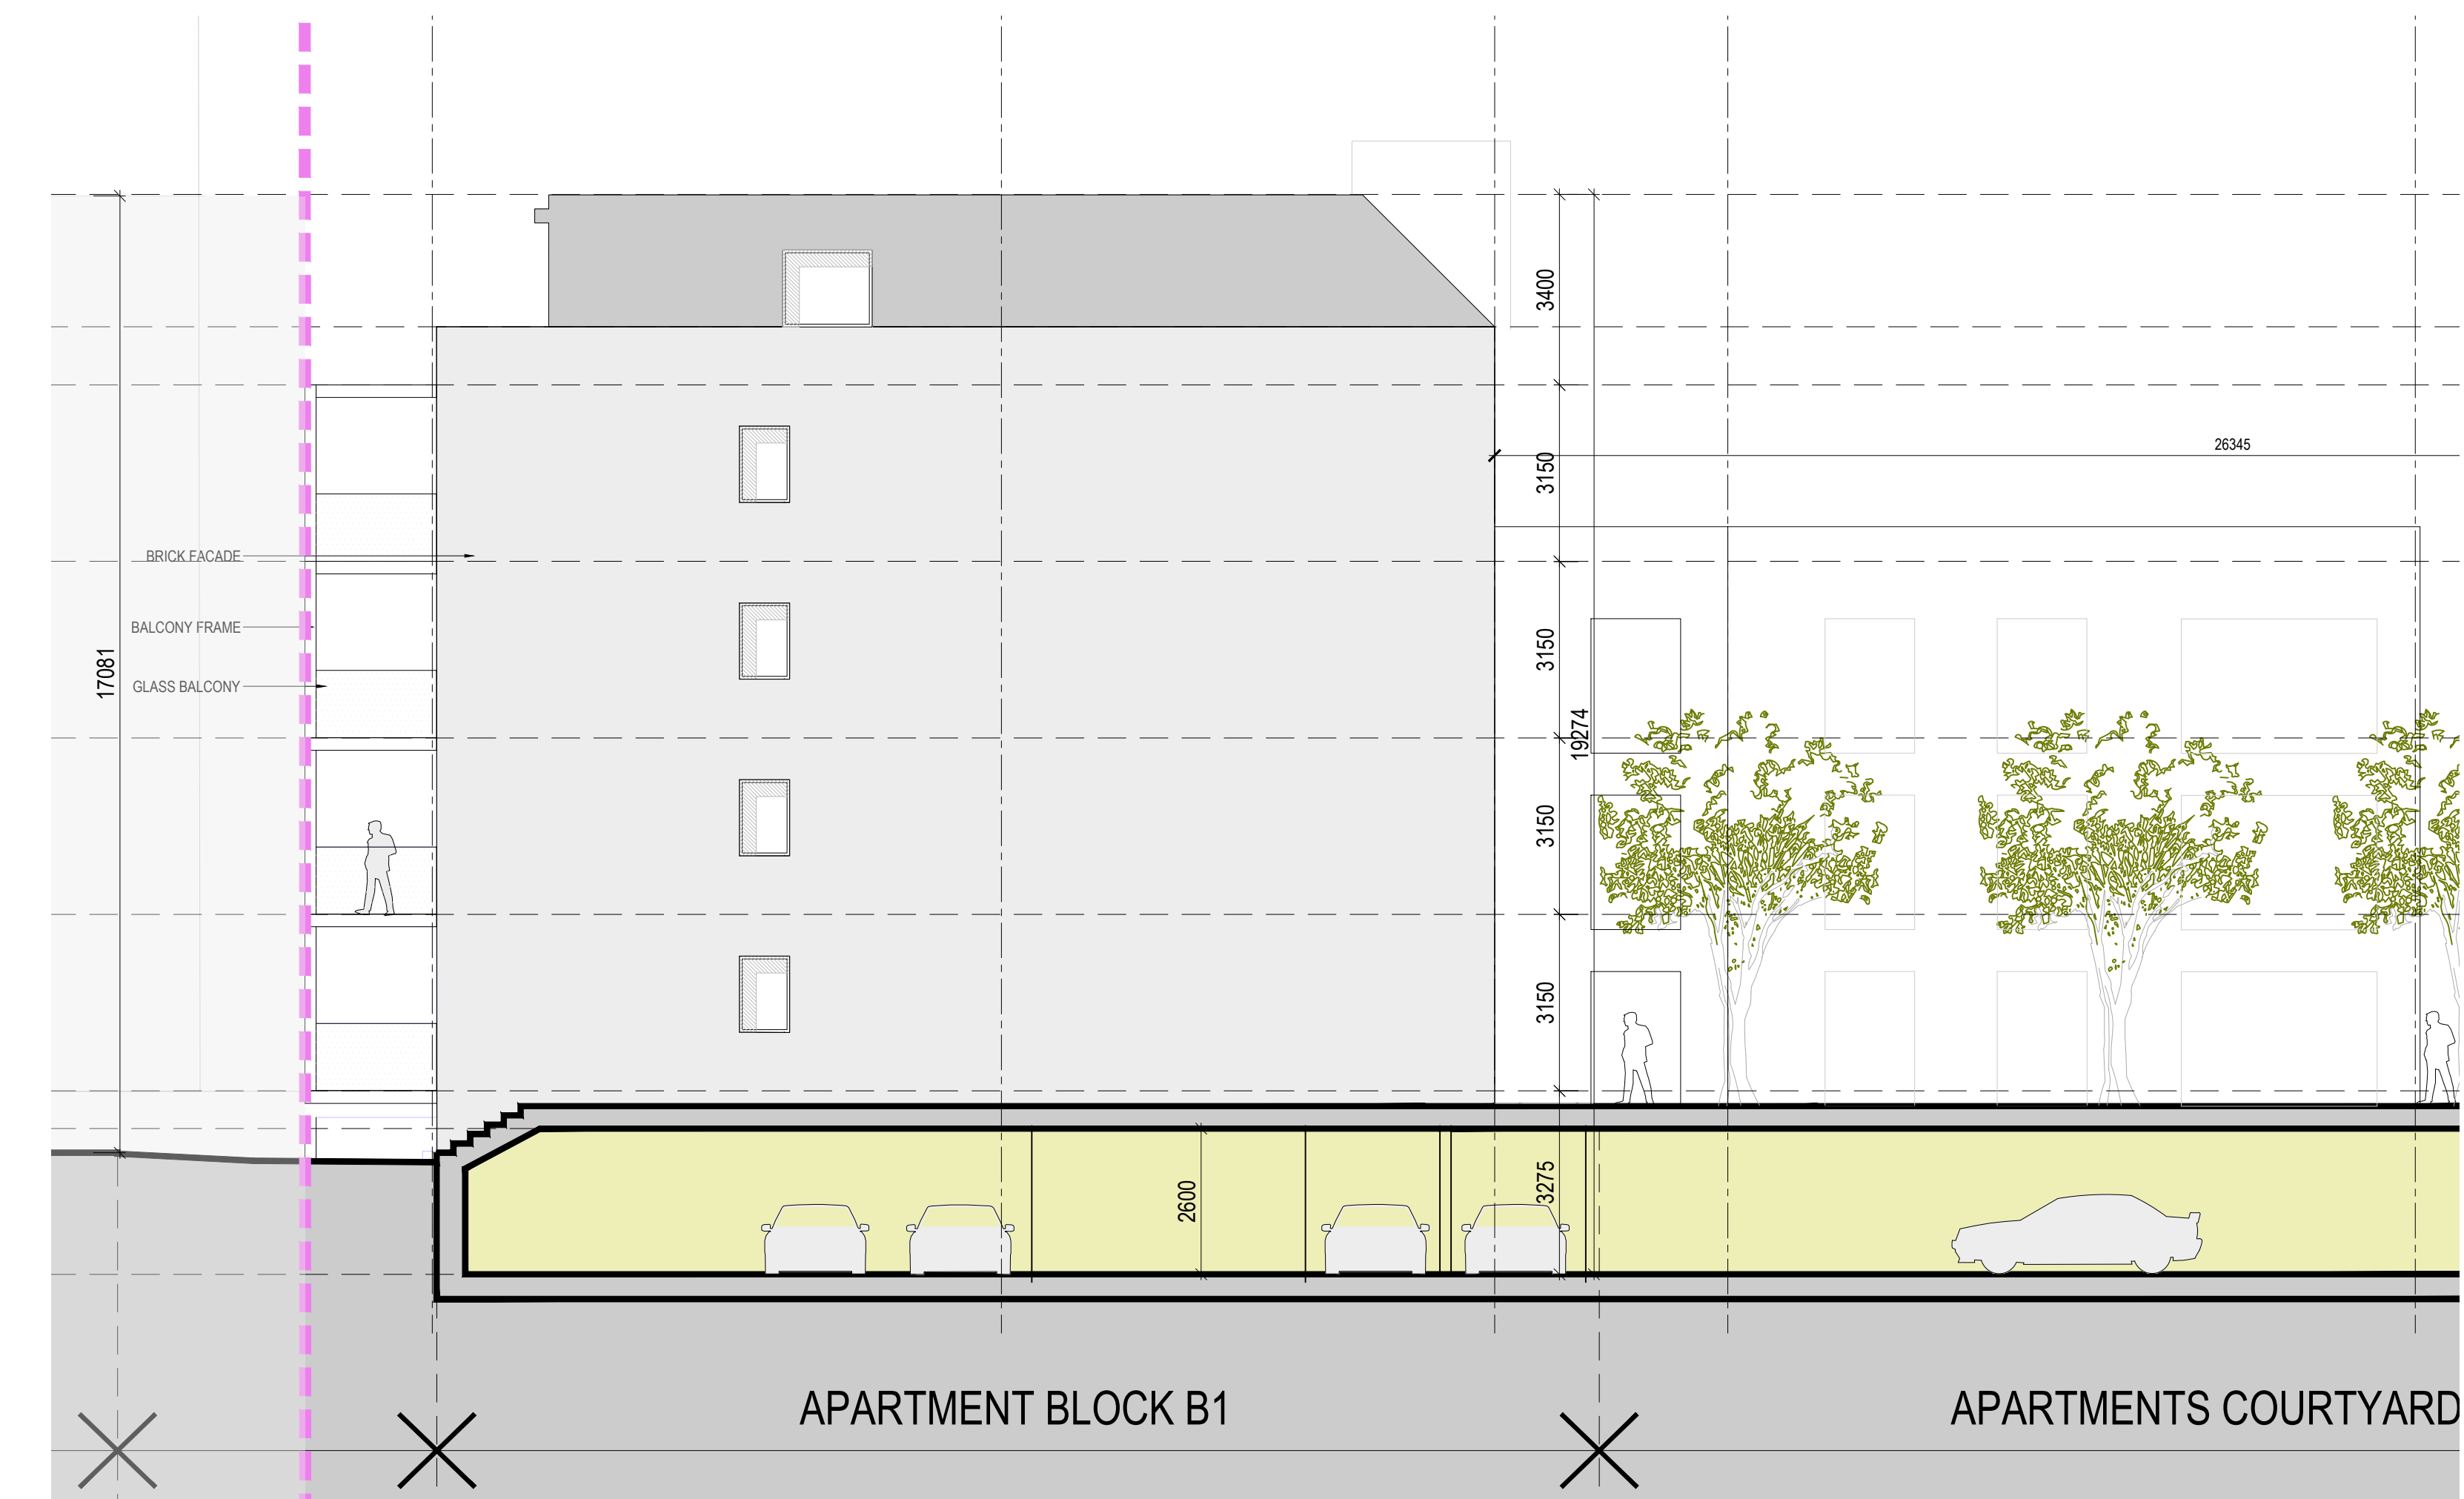 3400
26345
3150
BRICK FACADE
BALCONY FRAME
3150
17081
GLASS BALCONY
19274
3150
3150
2600
3275
APARTMENT BLOCK B1
APARTMENTS COURTYARD